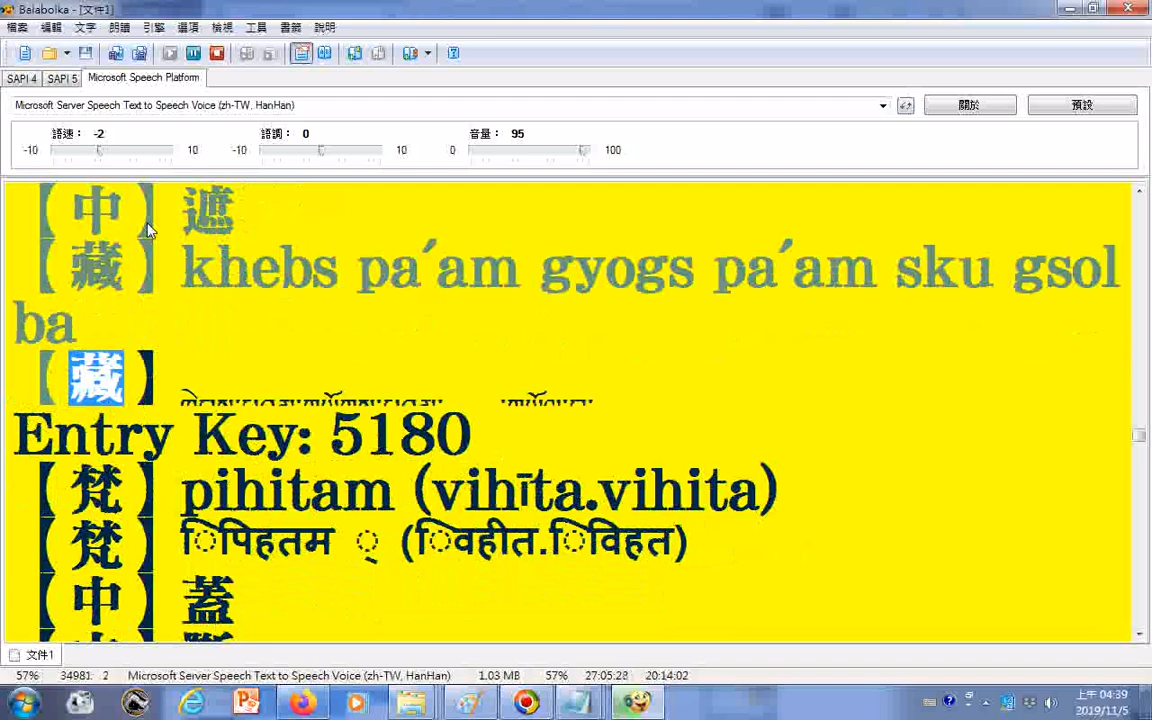 Balabolka - [文件1]
檔案 編輯 文字 朗讀 引擎 選項 檢視 工具 書籤 說明
SAPI 4 SAPI 5 Microsoft Speech Platform
Microsoft Server Speech Text to Speech Voice (zh-TW, HanHan) 關於 預設
語速： -2 語調： 0 音量： 95
-10 10 -10 10 0 100
【中】 遮
【藏】 khebs pa´am gyogs pa´am sku gsol
ba
【藏】
Entry Key: 5180
【梵】 pihitam (vihīta.vihita)
【梵】 िपिहतम ् (िवहीत.िविहत)
【中】 蓋
文件1
57% 34981: 2 Microsoft Server Speech Text to Speech Voice (zh-TW, HanHan) 1.03 MB 57% 27:05:28 20:14:02
上午 04:39
2019/11/5